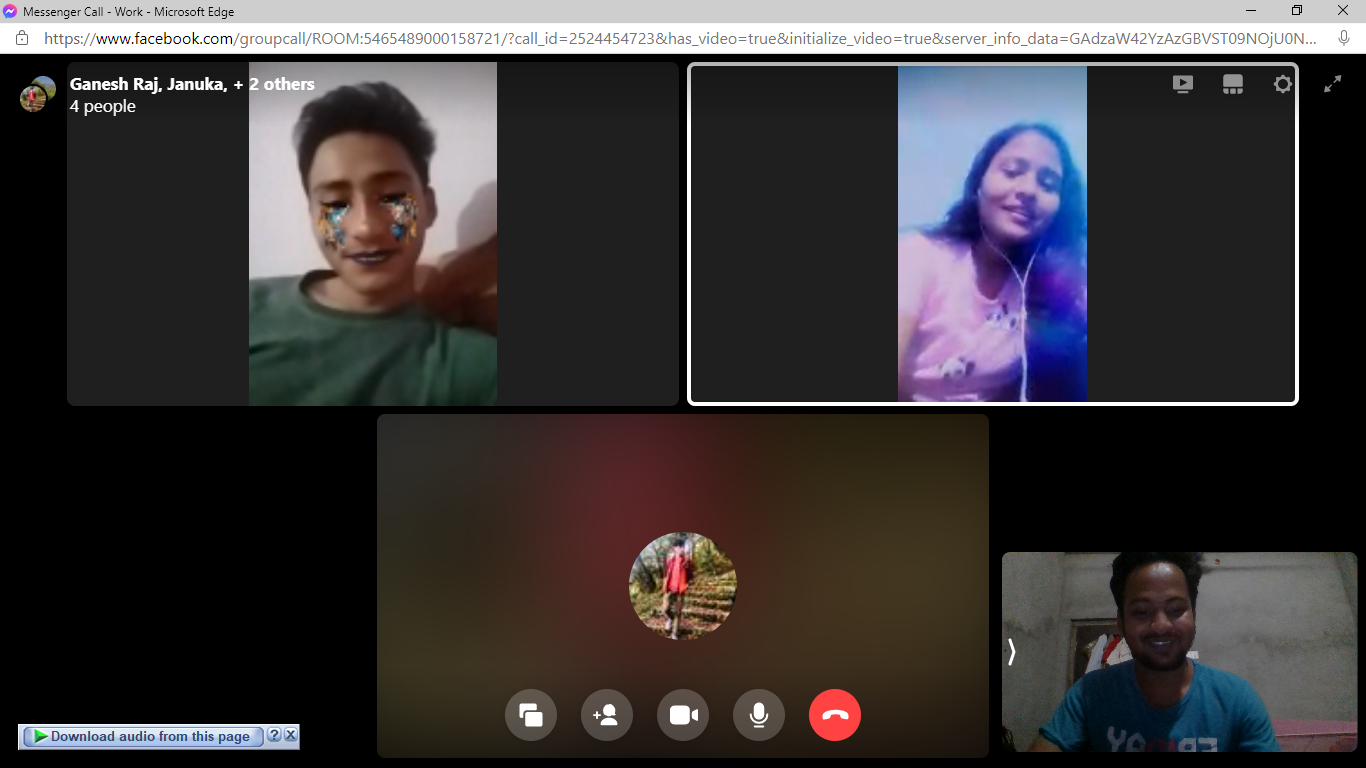 Messenger Call - Work - Microsoft Edge
https://www.facebook.com/groupcall/ROOM:5465489000158721/?call_id=2524454723&has_video=true&initialize_video=true&server_info_data=GAdzaW42YzAzGBVST09NOjU0N...
Ganesh Raj, Januka, + 2 others
4 people
Download audio from this page